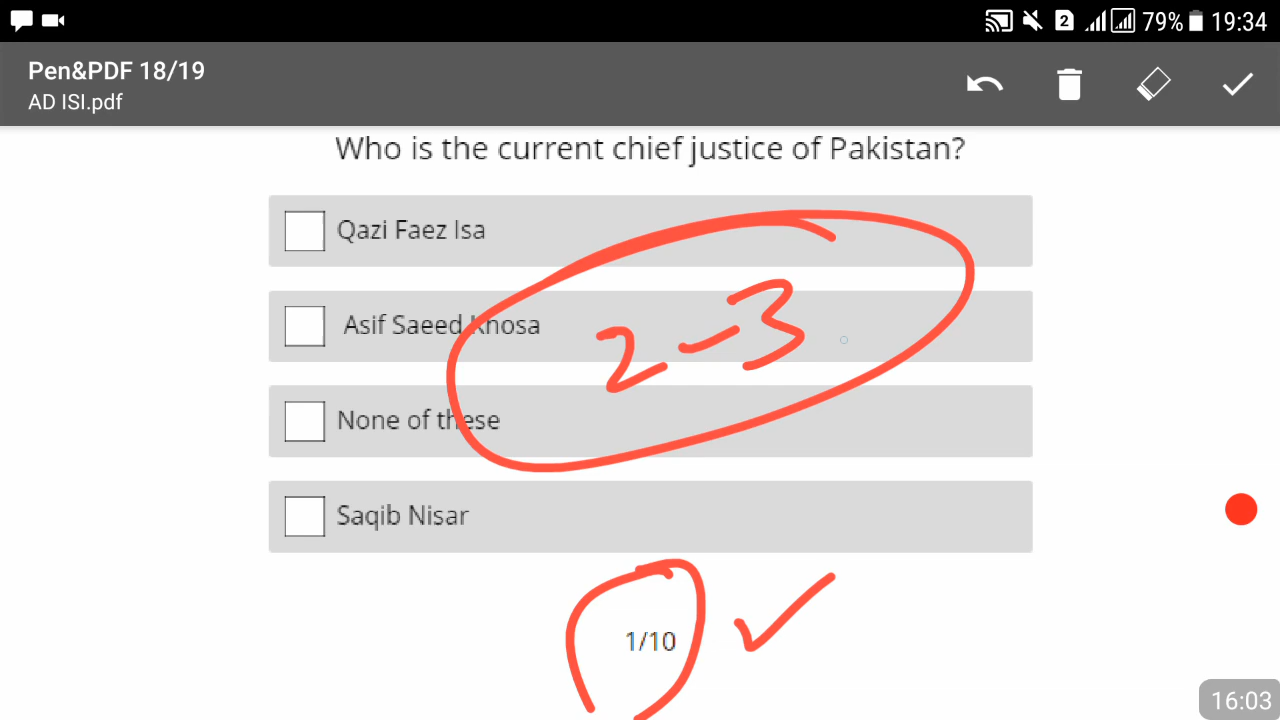 2 79% 19:34
Pen&PDF 18/19
AD ISI.pdf
Who is the current chief justice of Pakistan?
Qazi Faez Isa
Asif Saeed Khosa
2-3
None of these
Saqib Nisar
1/10
16:03